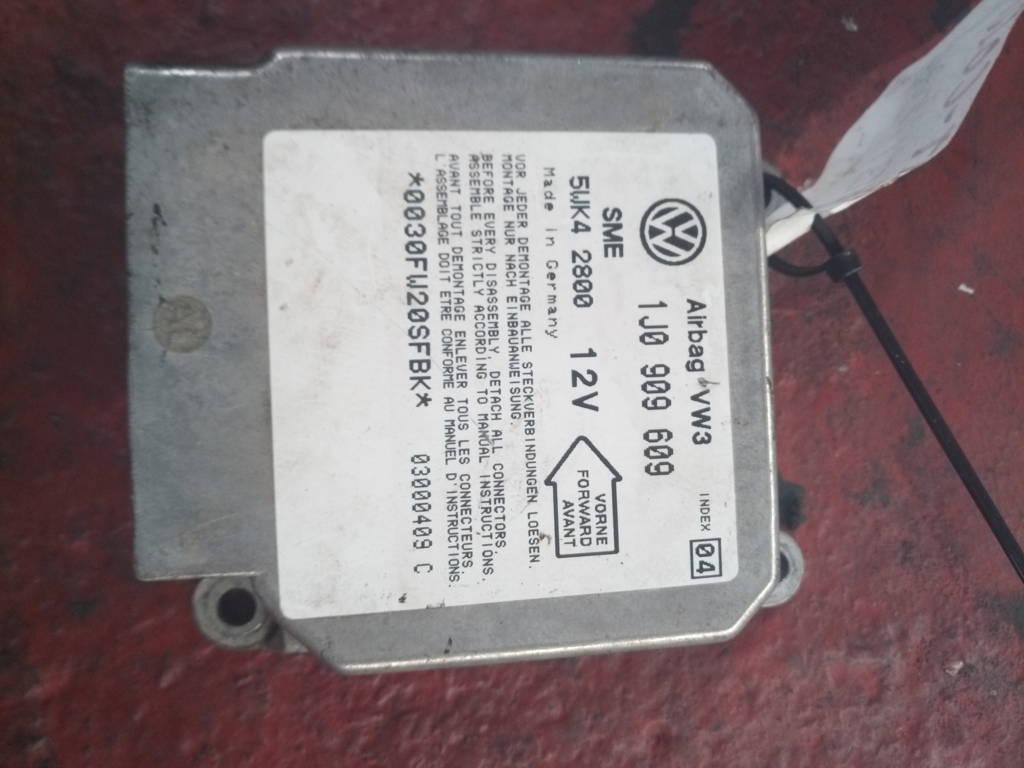 Airbag VW3
INDEX 04
1J0 909 609
SME
5WK4 2800 12V
VORNE
FORWARD
AVANT
Made in Germany
VOR JEDER DEMONTAGE ALLE STECKVERBINDUNGEN LOESEN.
MONTAGE NUR NACH EINBAUANWEISUNG.
BEFORE EVERY DISASSEMBLY, DETACH ALL CONNECTORS.
ASSEMBLE STRICTLY ACCORDING TO MANUAL INSTRUCTIONS.
AVANT TOUT DEMONTAGE ENLEVER TOUS LES CONNECTEURS.
L'ASSEMBLAGE DOIT ETRE CONFORME AU MANUEL D'INSTRUCTIONS.
*0030FW20SFBK* 03000409 C